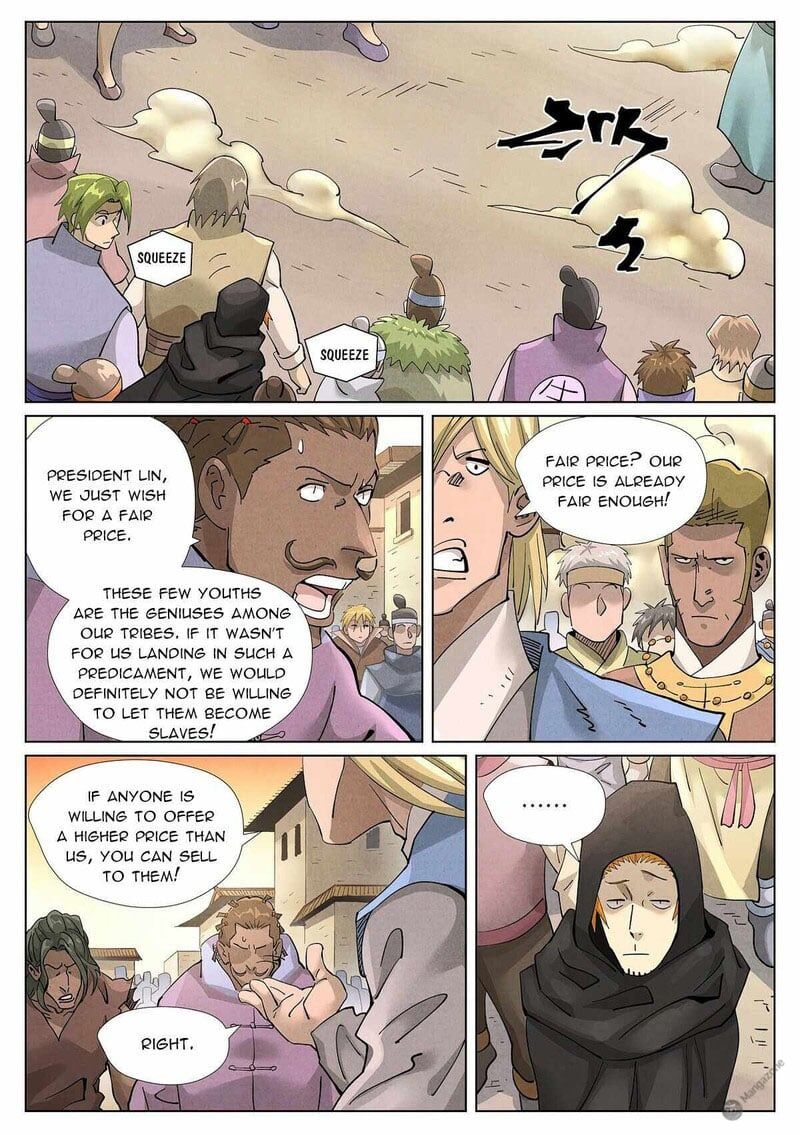 SQUEEZE
SQUEEZE
生
PRESIDENT LIN,
WE JUST WISH
FOR A FAIR
PRICE.
THESE FEW YOUTHS
ARE THE GENIUSES AMONG
OUR TRIBES. IF IT WASN'T
FOR US LANDING IN SUCH A
PREDICAMENT, WE WOULD
DEFINITELY NOT BE WILLING
TO LET THEM BECOME
SLAVES!
FAIR PRICE? OUR
PRICE IS ALREADY
FAIR ENOUGH!
IF ANYONE IS
WILLING TO OFFER
A HIGHER PRICE THAN
US, YOU CAN SELL
TO THEM!
RIGHT.
......
Mangazone